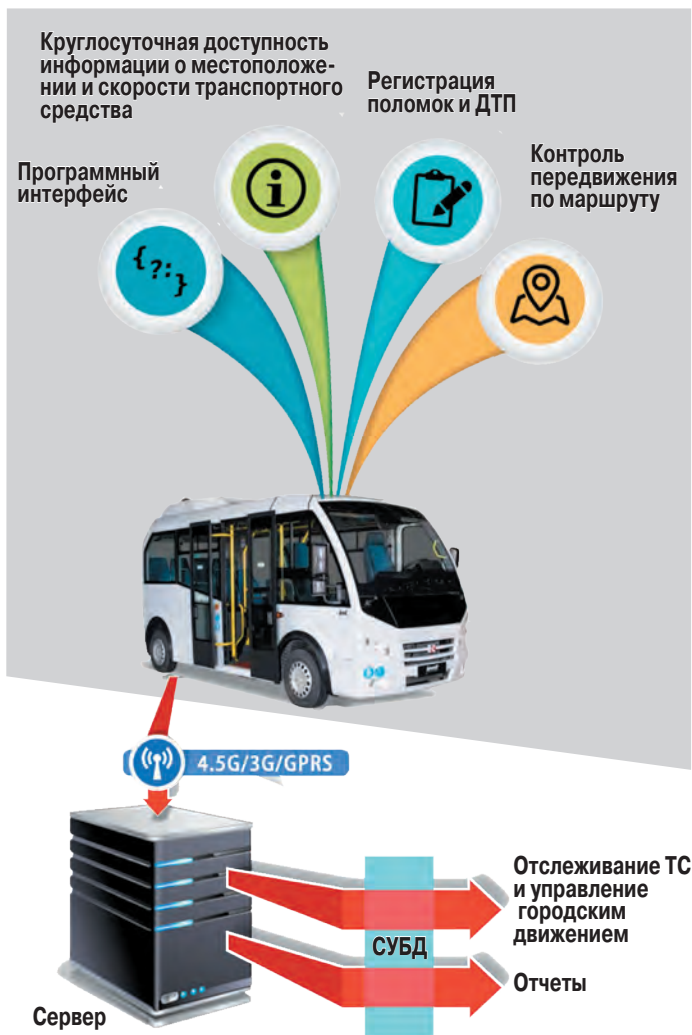 Круглосуточная доступность
информации о местоположе-
нии и скорости транспортного
средства
Регистрация
поломок и ДТП
Контроль
передвижения
по маршруту
Программный
интерфейс
{?:}
4.5G/3G/GPRS
Отслеживание ТС
и управление
городским
движением
СУБД
Отчеты
Сервер